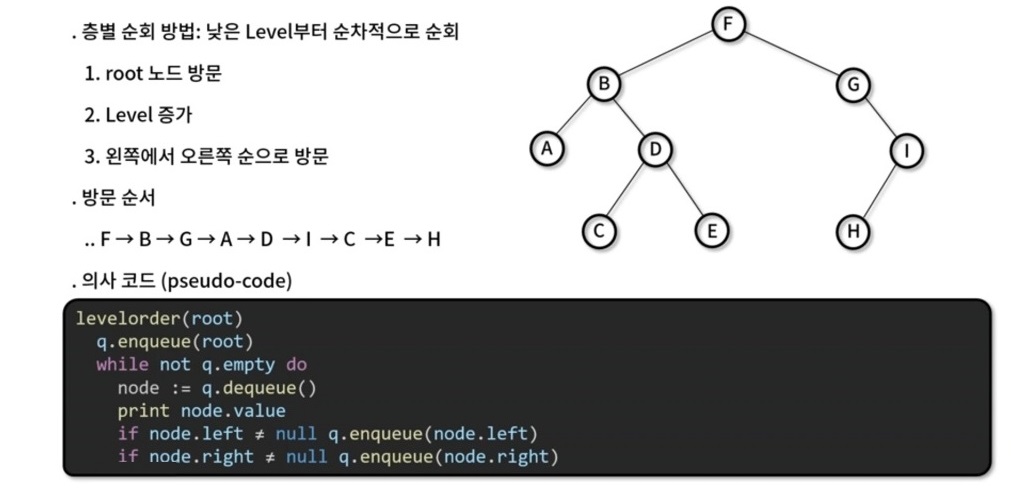 . 층별 순회 방법: 낮은 Level부터 순차적으로 순회
1. root 노드 방문
2. Level 증가
3. 왼쪽에서 오른쪽 순으로 방문
. 방문 순서
.. F → B → G → A → D → I → C → E → H
. 의사 코드 (pseudo-code)
levelorder(root)
q.enqueue(root)
while not q.empty do
node := q.dequeue()
print node.value
if node.left ≠ null q.enqueue(node.left)
if node.right ≠ null q.enqueue(node.right)
F
B G
A D I
C E H